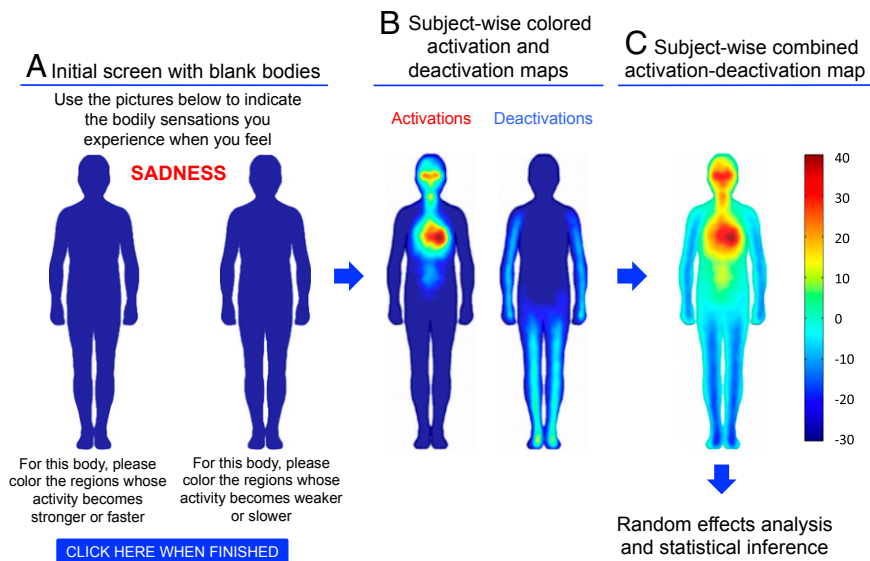 A Initial screen with blank bodies
Use the pictures below to indicate
the bodily sensations you
experience when you feel
SADNESS
For this body, please
color the regions whose
activity becomes
stronger or faster
For this body, please
color the regions whose
activity becomes weaker
or slower
CLICK HERE WHEN FINISHED
B Subject-wise colored
activation and
deactivation maps
Activations
Deactivations
C Subject-wise combined
activation-deactivation map
40
30
20
10
0
-10
-20
-30
Random effects analysis
and statistical inference